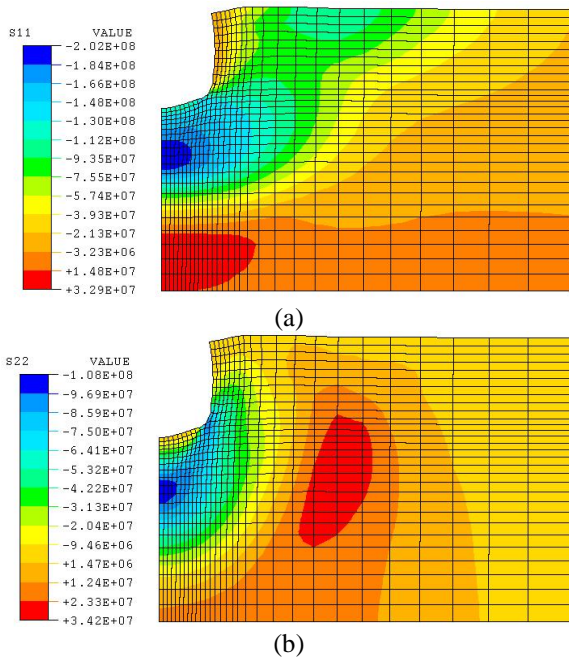 S11 VALUE
-2.02E+08
-1.84E+08
-1.66E+08
-1.48E+08
-1.30E+08
-1.12E+08
-9.35E+07
-7.55E+07
-5.74E+07
-3.93E+07
-2.13E+07
-3.23E+06
+1.48E+07
+3.29E+07
(a)
S22 VALUE
-1.08E+08
-9.69E+07
-8.59E+07
-7.50E+07
-6.41E+07
-5.32E+07
-4.22E+07
-3.13E+07
-2.04E+07
-9.46E+06
+1.47E+06
+1.24E+07
+2.33E+07
+3.42E+07
(b)